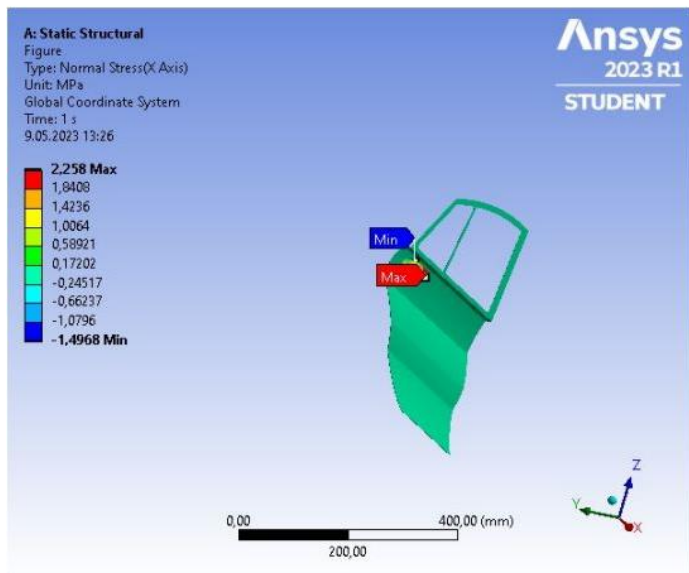 A: Static Structural
Figure
Type: Normal Stress(X Axis)
Unit: MPa
Global Coordinate System
Time: 1 s
9.05.2023 13:26
2,258 Max
1,8408
1,4236
1,0064
0,58921
0,17202
-0,24517
-0,66237
-1,0796
-1,4968 Min
Ansys
2023 R1
STUDENT
Min
Max
0,00
400,00 (mm)
200,00
Z
Y
X